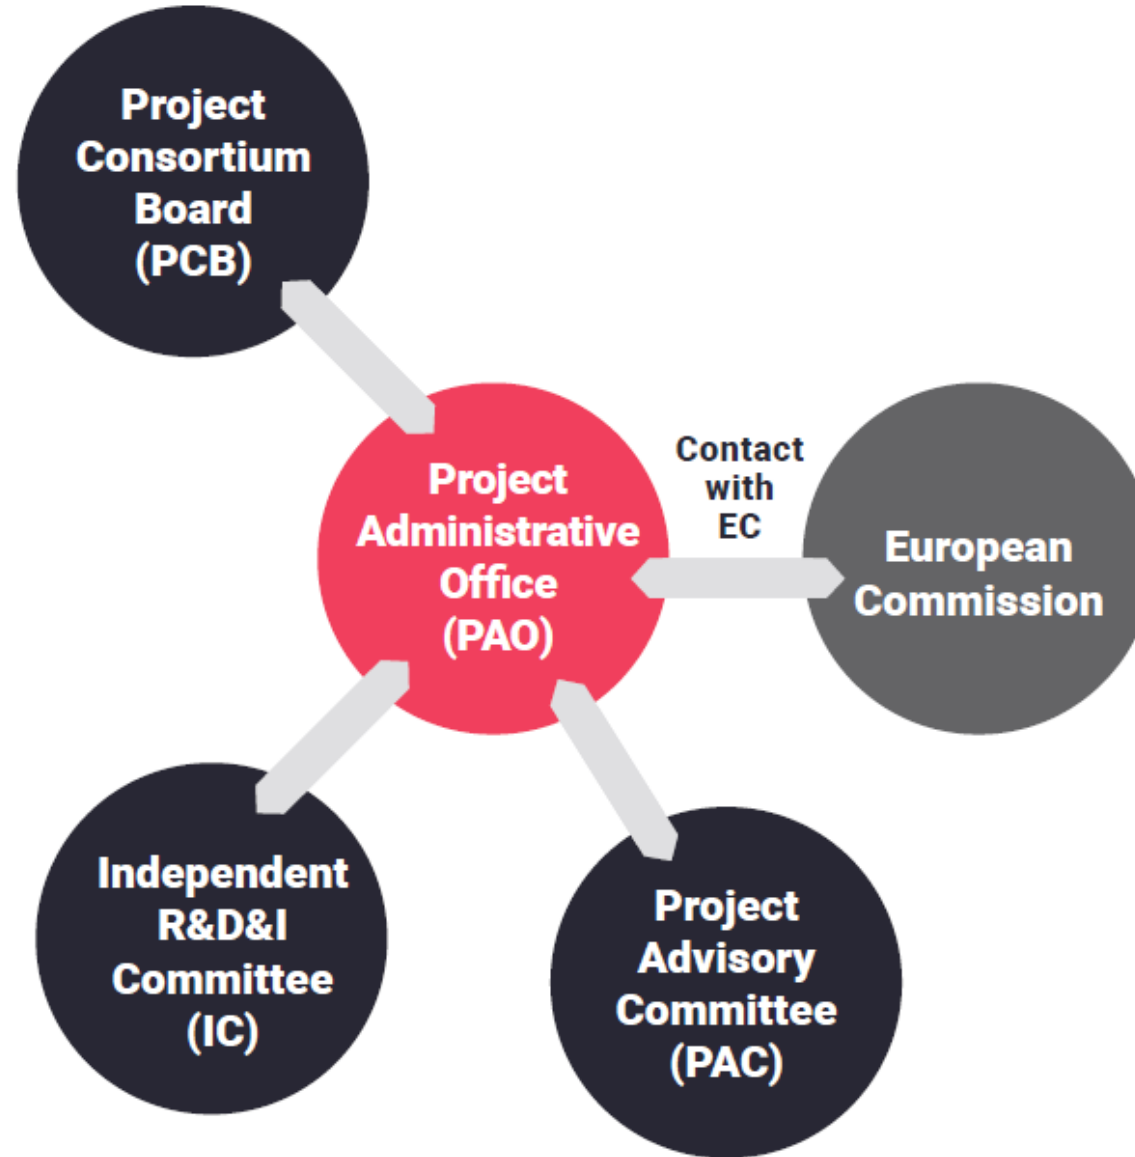 Project
Consortium
Board
(PCB)
Project
Administrative
Office
(PAO)
Contact
with
EC
European
Commission
Independent
R&D&I
Committee
(IC)
Project
Advisory
Committee
(PAC)